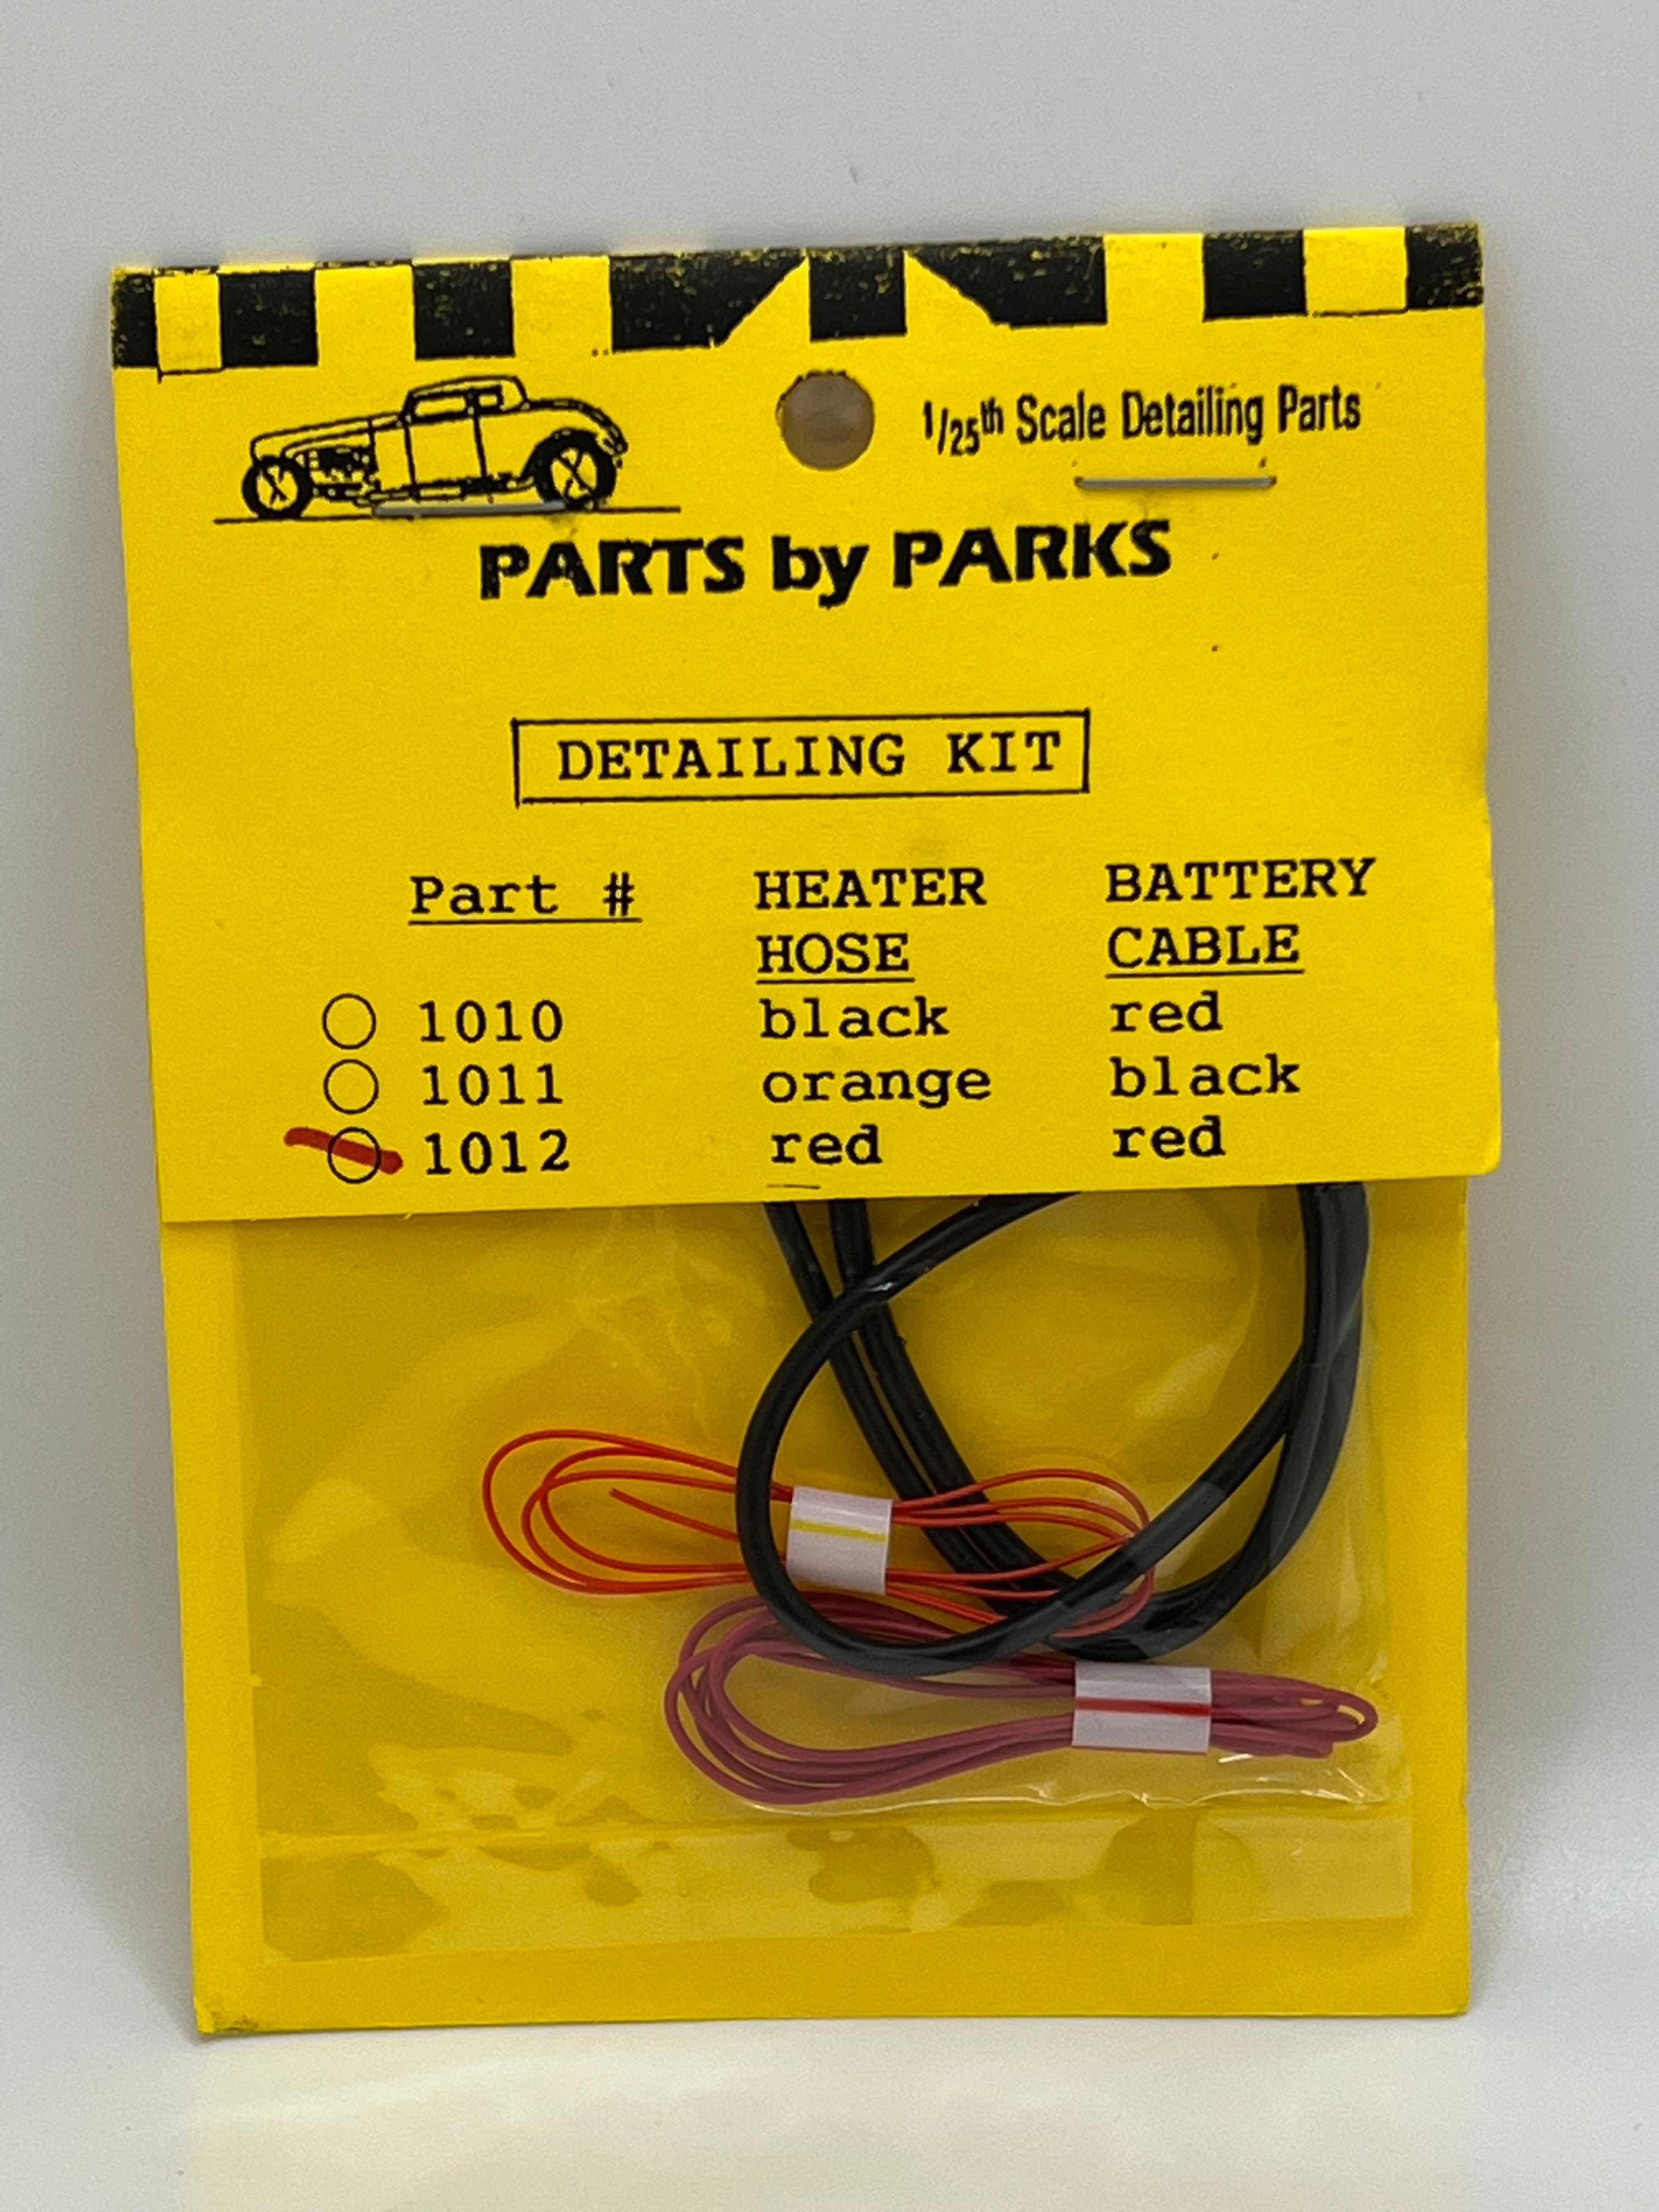 1/25th Scale Detailing Parts
PARTS by PARKS
DETAILING KIT
Part # HEATER BATTERY
HOSE CABLE
1010 black red
1011 orange black
1012 red red